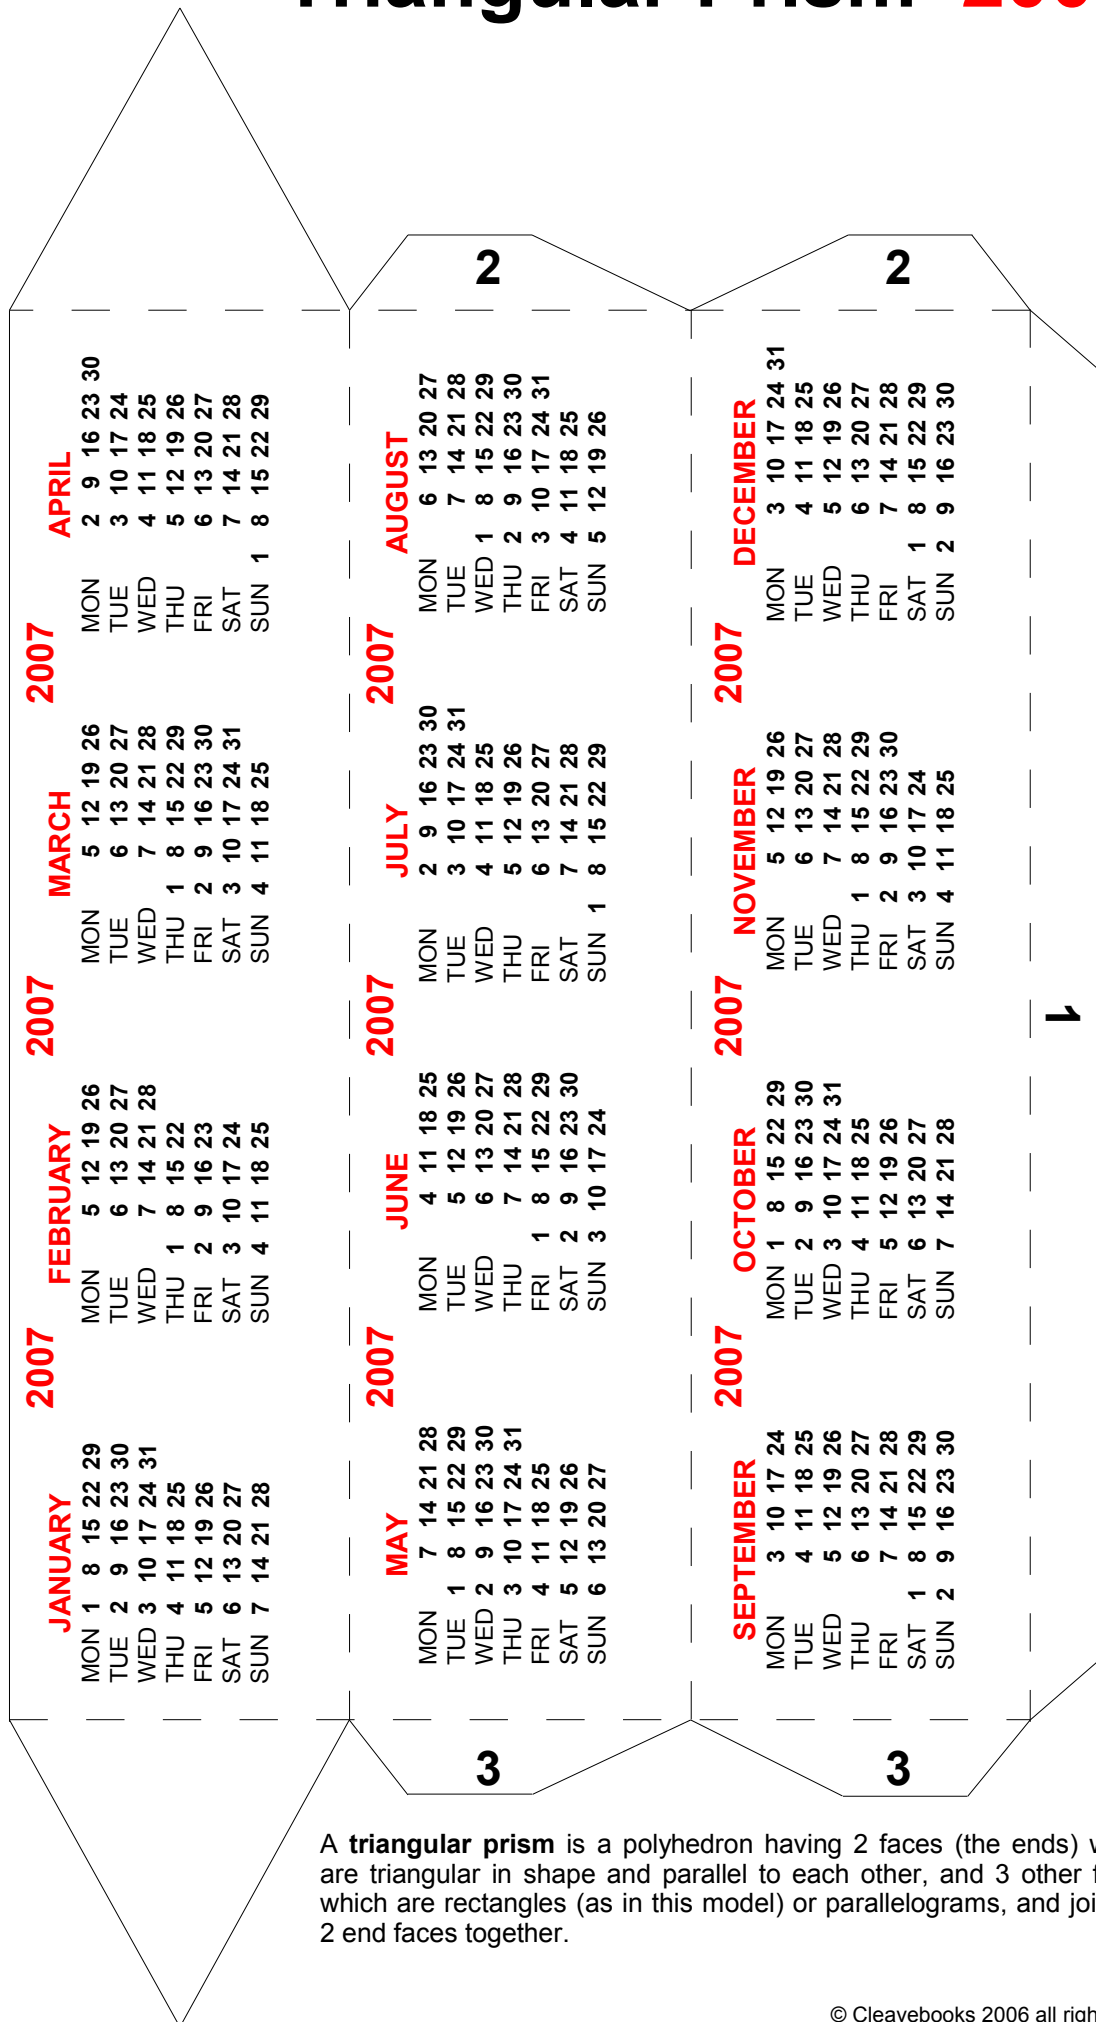 Triangular Prism
2
2
JANUARY
MON 1 8 15 22 29
TUE 2 9 16 23 30
WED 3 10 17 24 31
THU 4 11 18 25
FRI 5 12 19 26
SAT 6 13 20 27
SUN 7 14 21 28
2007
FEBRUARY
MON 5 12 19 26
TUE 6 13 20 27
WED 7 14 21 28
THU 1 8 15 22
FRI 2 9 16 23
SAT 3 10 17 24
SUN 4 11 18 25
2007
MARCH
MON 5 12 19 26
TUE 6 13 20 27
WED 7 14 21 28
THU 1 8 15 22 29
FRI 2 9 16 23 30
SAT 3 10 17 24 31
SUN 4 11 18 25
2007
APRIL
MON 2 9 16 23 30
TUE 3 10 17 24
WED 4 11 18 25
THU 5 12 19 26
FRI 6 13 20 27
SAT 7 14 21 28
SUN 1 8 15 22 29
MAY
MON 7 14 21 28
TUE 1 8 15 22 29
WED 2 9 16 23 30
THU 3 10 17 24 31
FRI 4 11 18 25
SAT 5 12 19 26
SUN 6 13 20 27
2007
JUNE
MON 4 11 18 25
TUE 5 12 19 26
WED 6 13 20 27
THU 7 14 21 28
FRI 1 8 15 22 29
SAT 2 9 16 23 30
SUN 3 10 17 24
2007
JULY
MON 2 9 16 23 30
TUE 3 10 17 24 31
WED 4 11 18 25
THU 5 12 19 26
FRI 6 13 20 27
SAT 7 14 21 28
SUN 1 8 15 22 29
2007
AUGUST
MON 6 13 20 27
TUE 7 14 21 28
WED 1 8 15 22 29
THU 2 9 16 23 30
FRI 3 10 17 24 31
SAT 4 11 18 25
SUN 5 12 19 26
SEPTEMBER
MON 3 10 17 24
TUE 4 11 18 25
WED 5 12 19 26
THU 6 13 20 27
FRI 7 14 21 28
SAT 1 8 15 22 29
SUN 2 9 16 23 30
2007
OCTOBER
MON 1 8 15 22 29
TUE 2 9 16 23 30
WED 3 10 17 24 31
THU 4 11 18 25
FRI 5 12 19 26
SAT 6 13 20 27
SUN 7 14 21 28
2007
NOVEMBER
MON 5 12 19 26
TUE 6 13 20 27
WED 7 14 21 28
THU 1 8 15 22 29
FRI 2 9 16 23 30
SAT 3 10 17 24
SUN 4 11 18 25
2007
DECEMBER
MON 3 10 17 24 31
TUE 4 11 18 25
WED 5 12 19 26
THU 6 13 20 27
FRI 7 14 21 28
SAT 1 8 15 22 29
SUN 2 9 16 23 30
1
3
3
A triangular prism is a polyhedron having 2 faces (the ends)
are triangular in shape and parallel to each other, and 3 other
which are rectangles (as in this model) or parallelograms, and joi
2 end faces together.
© Cleavebooks 2006 all righ